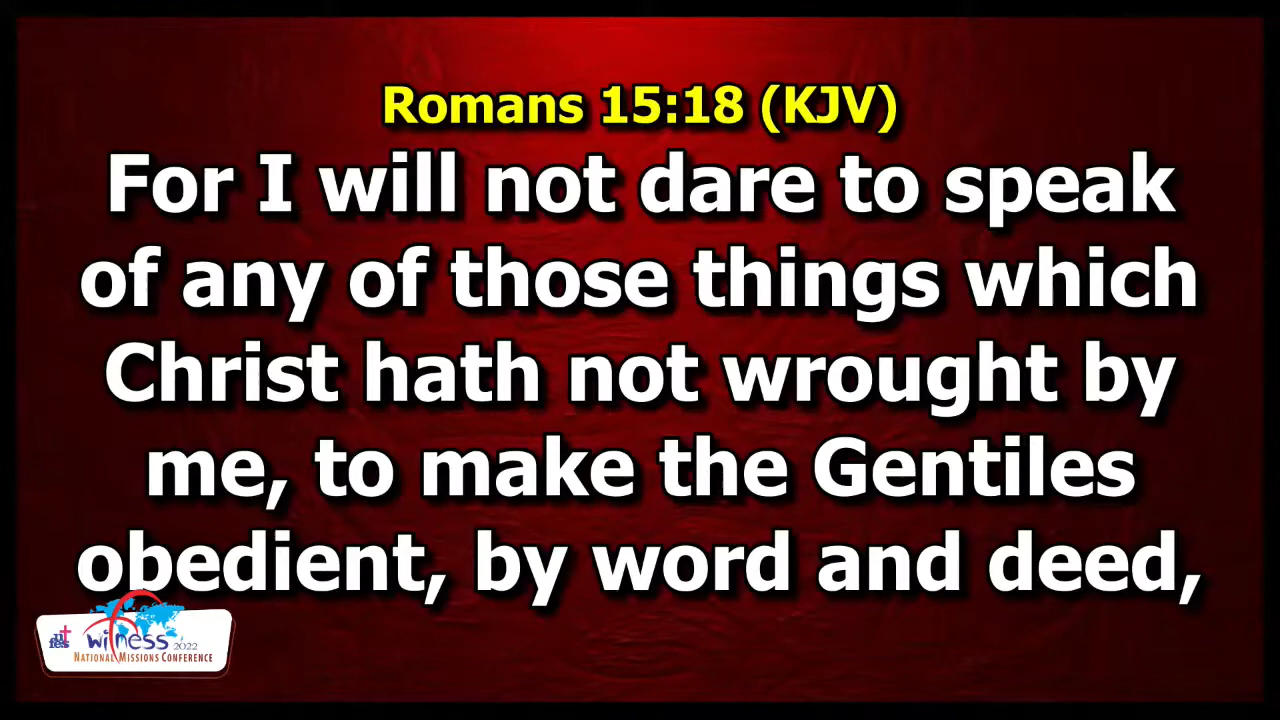 Romans 15:18 (KJV)
For I will not dare to speak
of any of those things which
Christ hath not wrought by
me, to make the Gentiles
obedient, by word and deed,
witness 2022
NATIONAL MISSIONS CONFERENCE